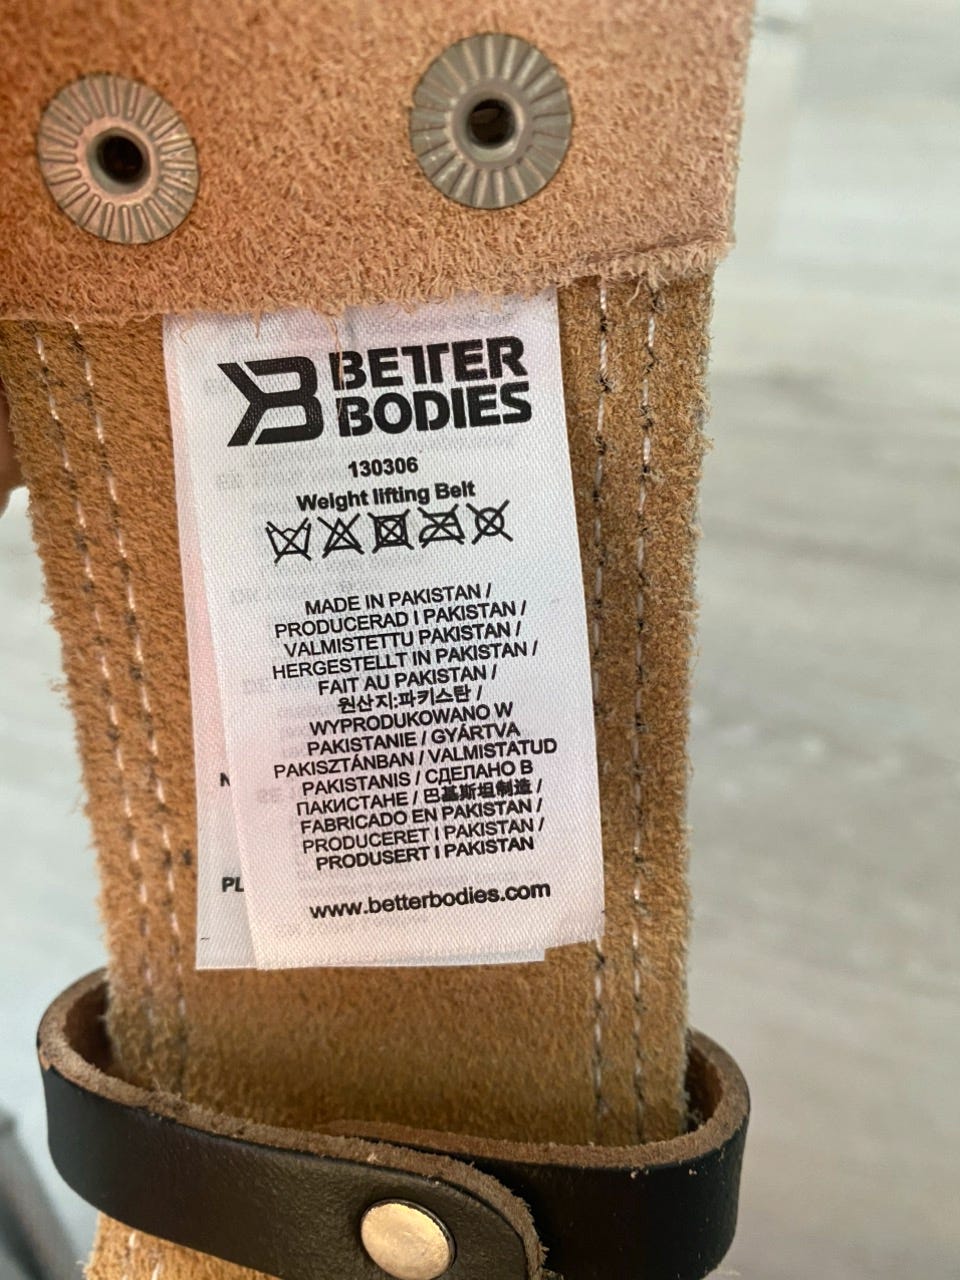 BETTER
BODIES
130306
Weight lifting Belt
MADE IN PAKISTAN /
PRODUCERAD I PAKISTAN /
VALMISTETTU PAKISTAN /
HERGESTELLT IN PAKISTAN /
FAIT AU PAKISTAN /
원산지:파키스탄 /
WYPRODUKOWANO W
PAKISTANIE / GYÁRTVA
PAKISZTÁNBAN / VALMISTATUD
PAKISTANIS / СДЕЛАНО В
ПАКИСТАНЕ / 巴基斯坦制造 /
FABRICADO EN PAKISTAN /
PRODUCERET I PAKISTAN /
PRODUSERT I PAKISTAN
www.betterbodies.com
PL